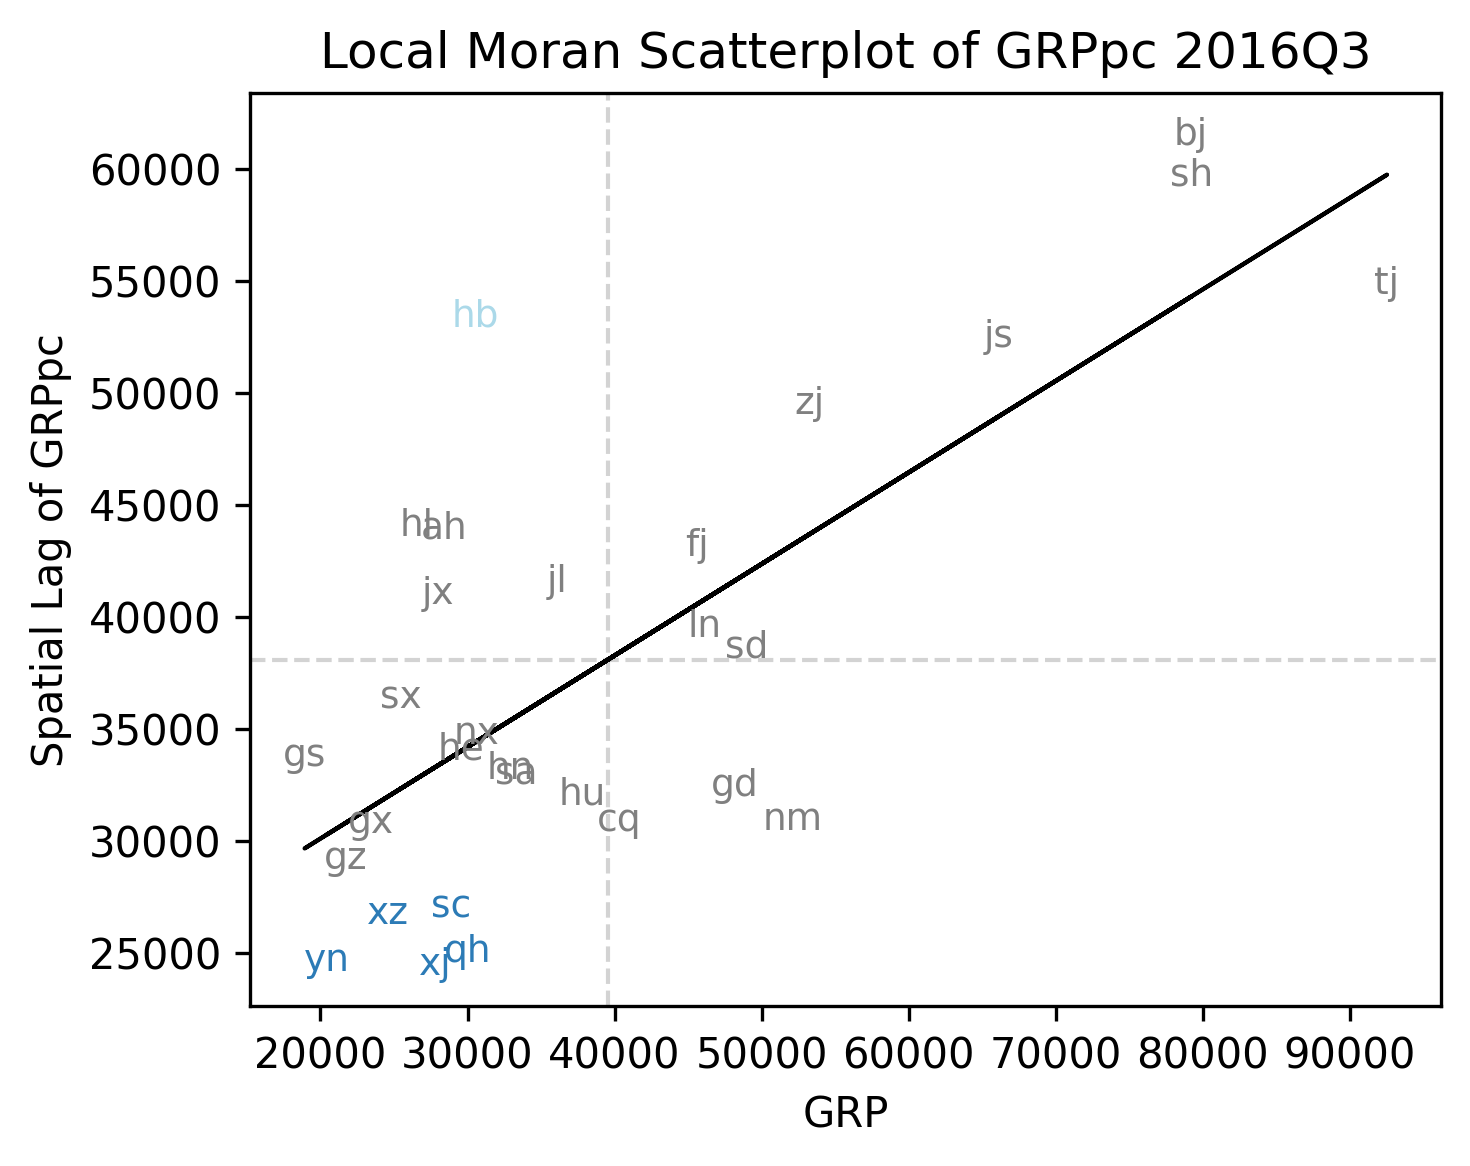 Local Moran Scatterplot of GRPpc 2016Q3
Spatial Lag of GRPpc
60000
55000
50000
45000
40000
35000
30000
25000
bj
sh
tj
hb
js
zj
hl
ah
fj
jl
jx
ln
sd
sx
nx
he
gs
hn
sa
hu
gd
cq
nm
gx
gz
xz
sc
yn
xj
qh
20000 30000 40000 50000 60000 70000 80000 90000
GRP